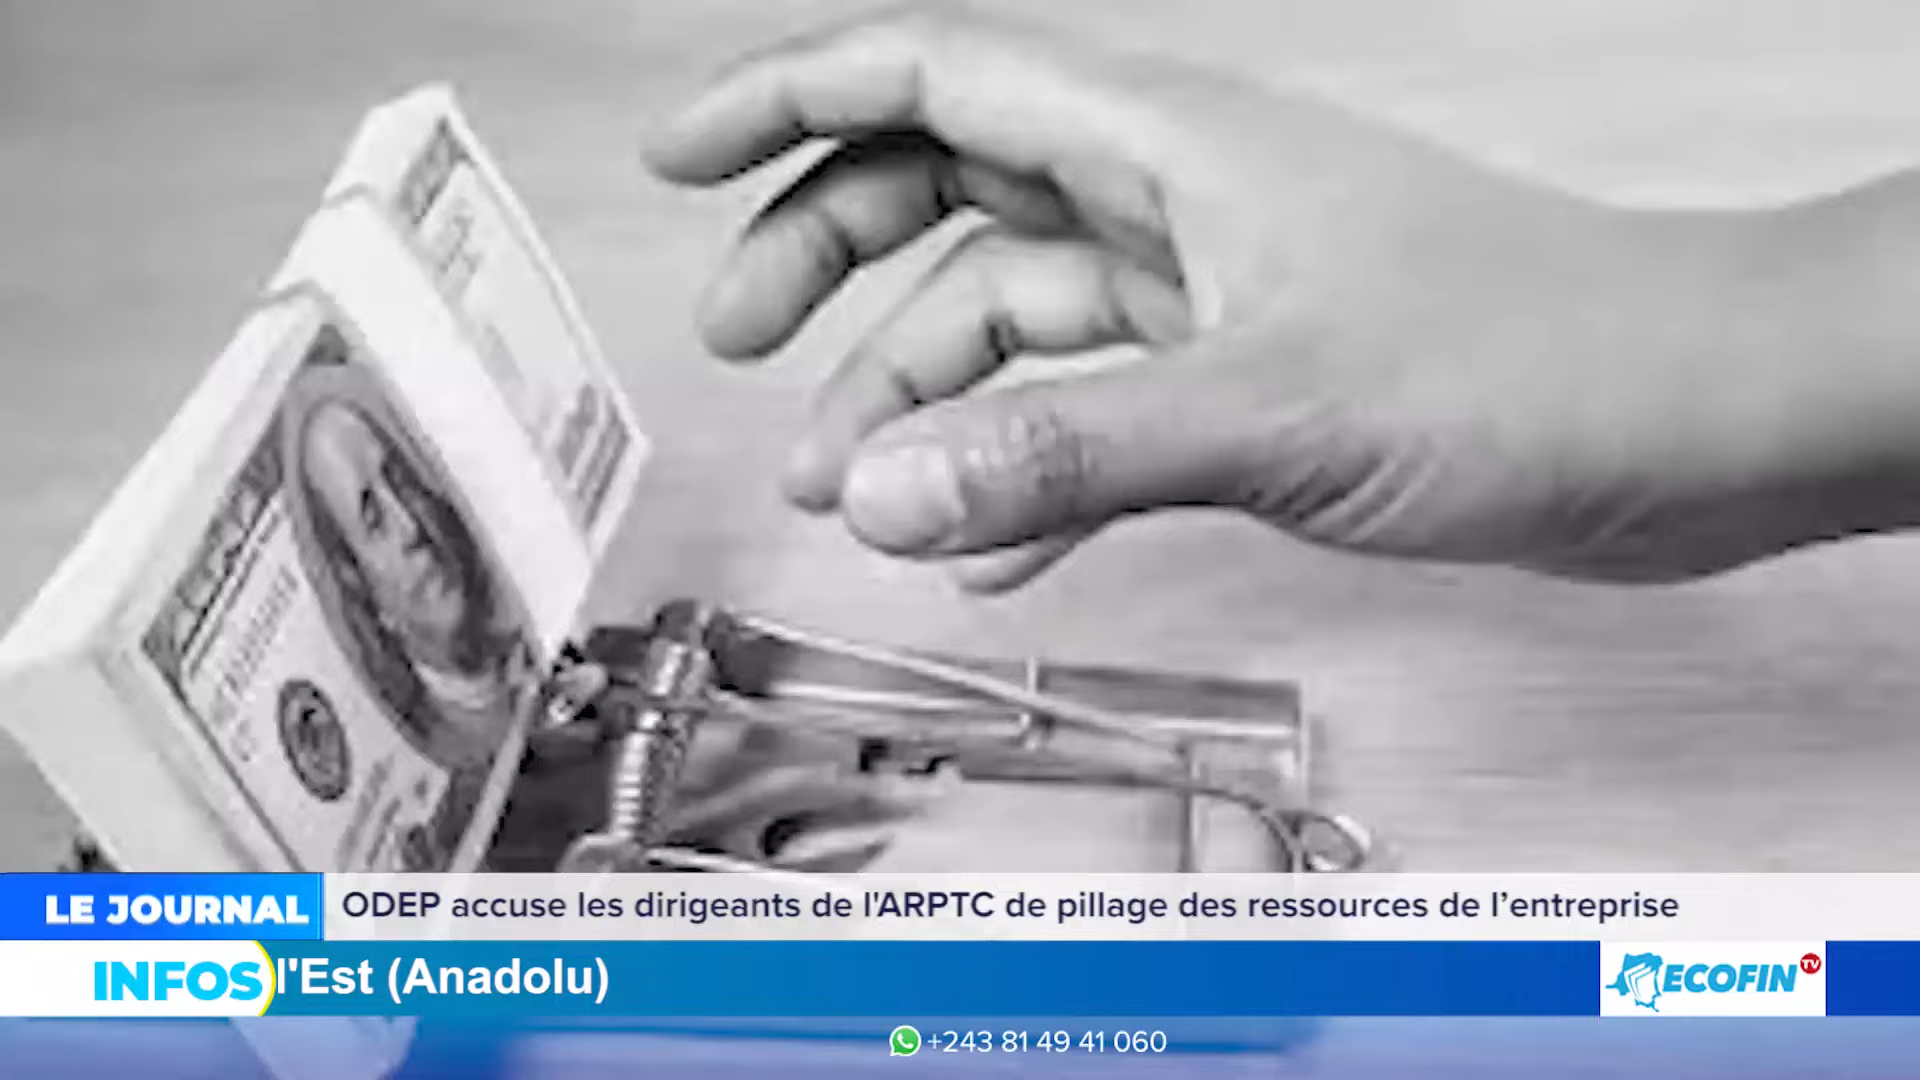 LE JOURNAL
ODEP accuse les dirigeants de l'ARPTC de pillage des ressources de l’entreprise
INFOS
l'Est (Anadolu)
ECOFIN TV
+243 81 49 41 060